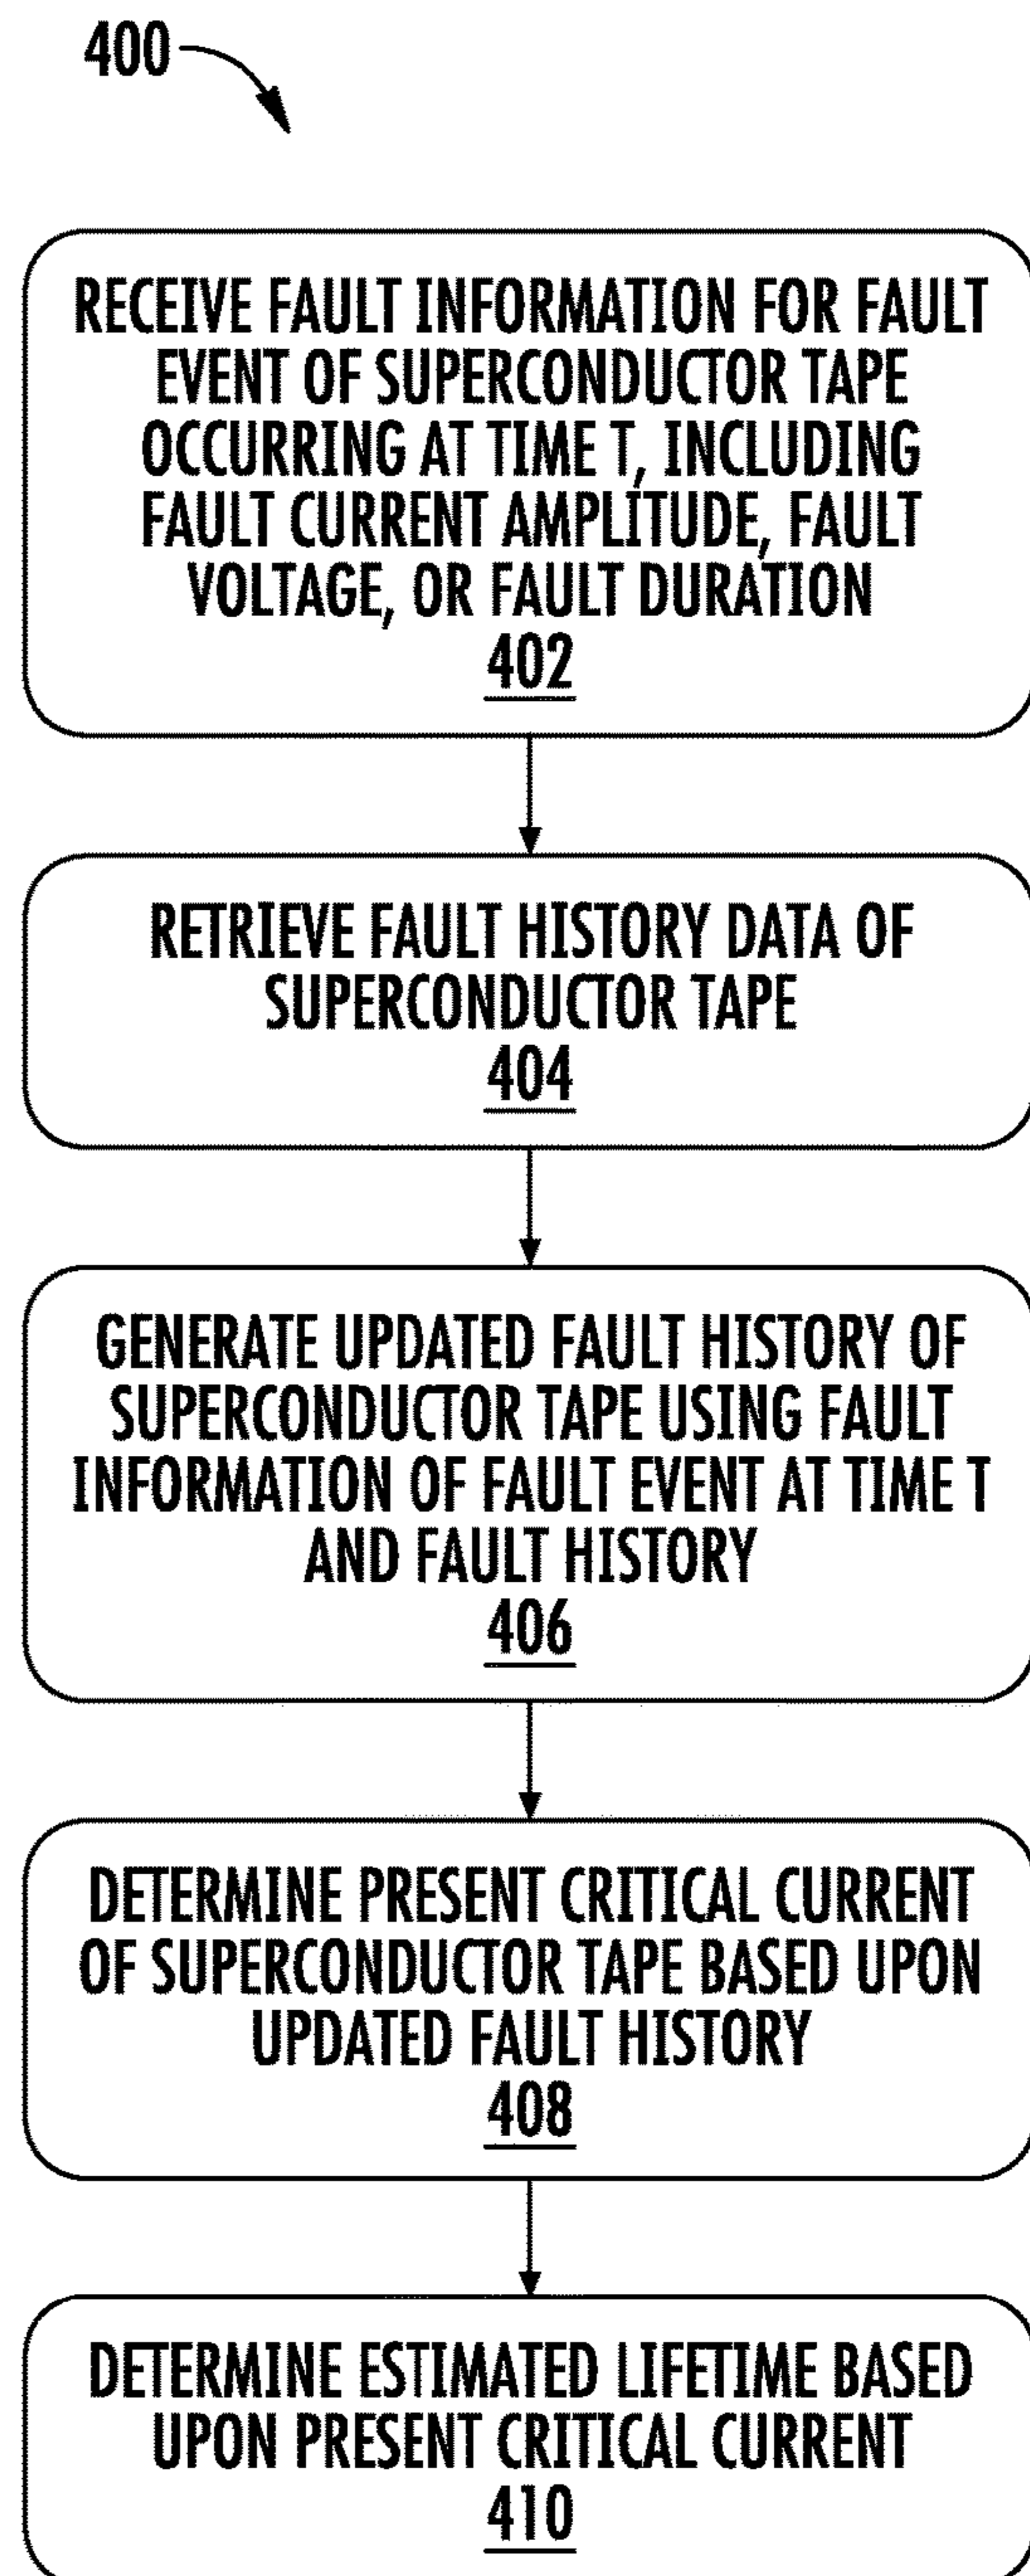 400
RECEIVE FAULT INFORMATION FOR FAULT
EVENT OF SUPERCONDUCTOR TAPE
OCCURRING AT TIME T, INCLUDING
FAULT CURRENT AMPLITUDE, FAULT
VOLTAGE, OR FAULT DURATION
402
RETRIEVE FAULT HISTORY DATA OF
SUPERCONDUCTOR TAPE
404
GENERATE UPDATED FAULT HISTORY OF
SUPERCONDUCTOR TAPE USING FAULT
INFORMATION OF FAULT EVENT AT TIME T
AND FAULT HISTORY
406
DETERMINE PRESENT CRITICAL CURRENT
OF SUPERCONDUCTOR TAPE BASED UPON
UPDATED FAULT HISTORY
408
DETERMINE ESTIMATED LIFETIME BASED
UPON PRESENT CRITICAL CURRENT
410